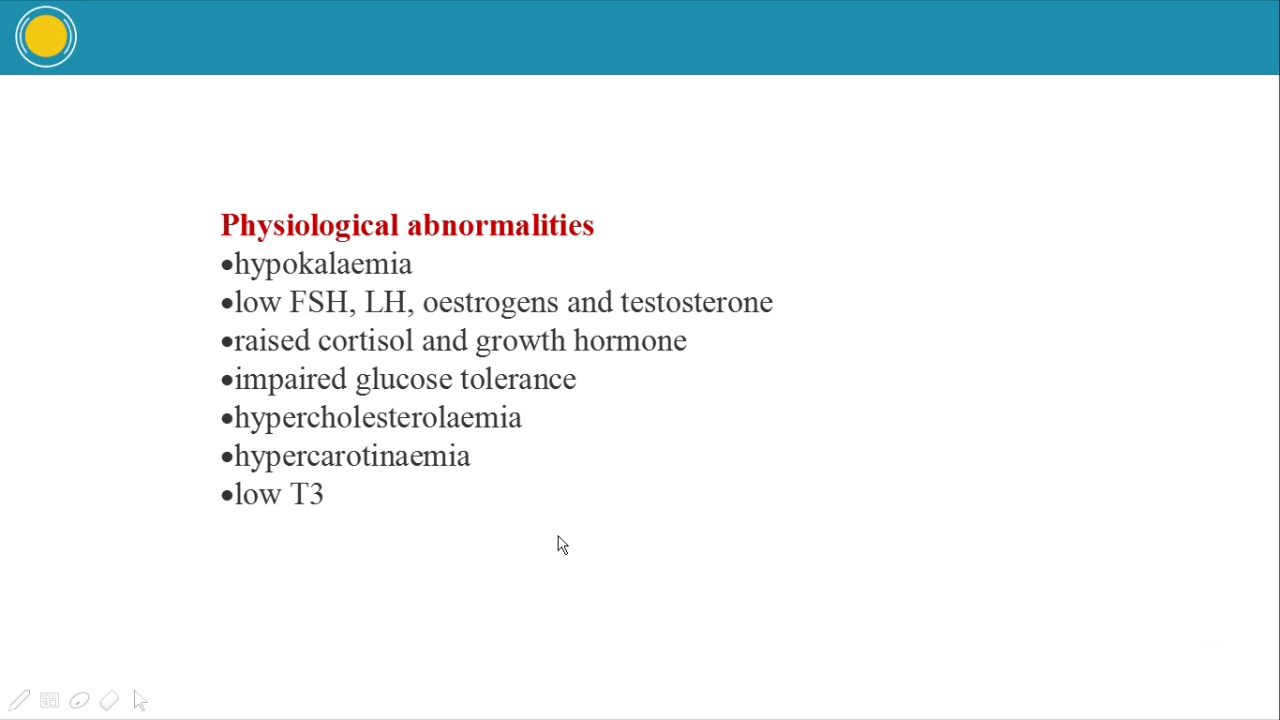 Physiological abnormalities
•hypokalaemia
•low FSH, LH, oestrogens and testosterone
•raised cortisol and growth hormone
•impaired glucose tolerance
•hypercholesterolaemia
•hypercarotinaemia
•low T3